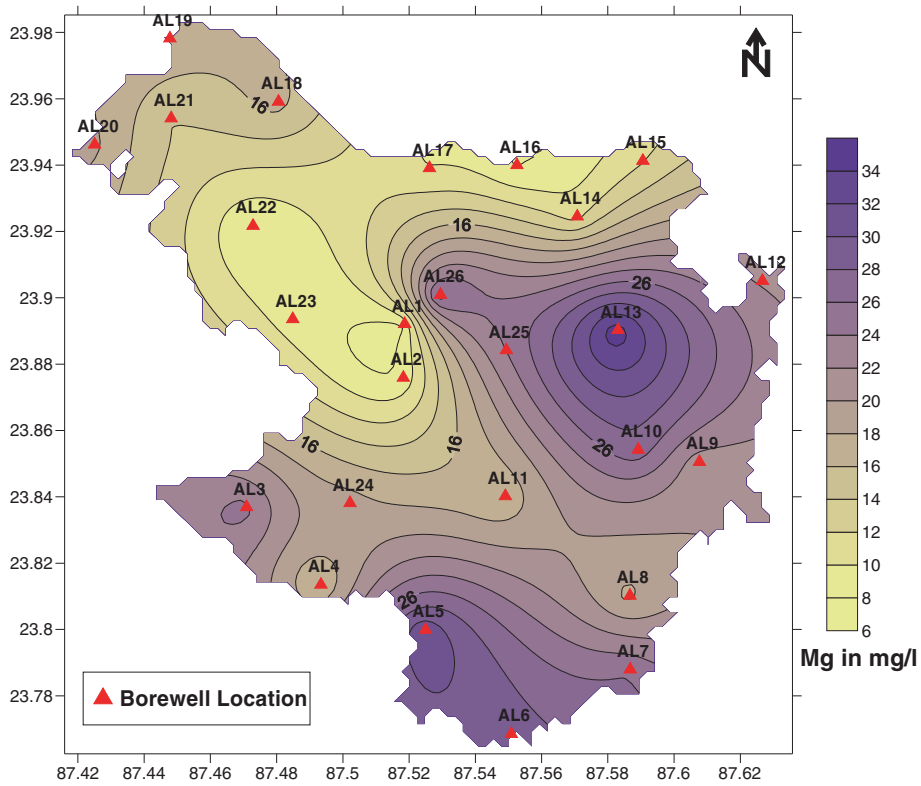 23.98
23.96
23.94
23.92
23.9
23.88
23.86
23.84
23.82
23.8
23.78
87.42 87.44 87.46 87.48 87.5 87.52 87.54 87.56 87.58 87.6 87.62
N
AL19
AL18
AL21
AL20
AL17
AL16
AL15
AL14
AL22
AL12
AL26
AL23
AL1
AL13
AL25
AL2
AL10
AL9
AL11
AL3
AL24
AL4
AL8
AL5
AL7
AL6
16
16
26
16
16
26
26
34
32
30
28
26
24
22
20
18
16
14
12
10
8
6
Mg in mg/l
Borewell Location